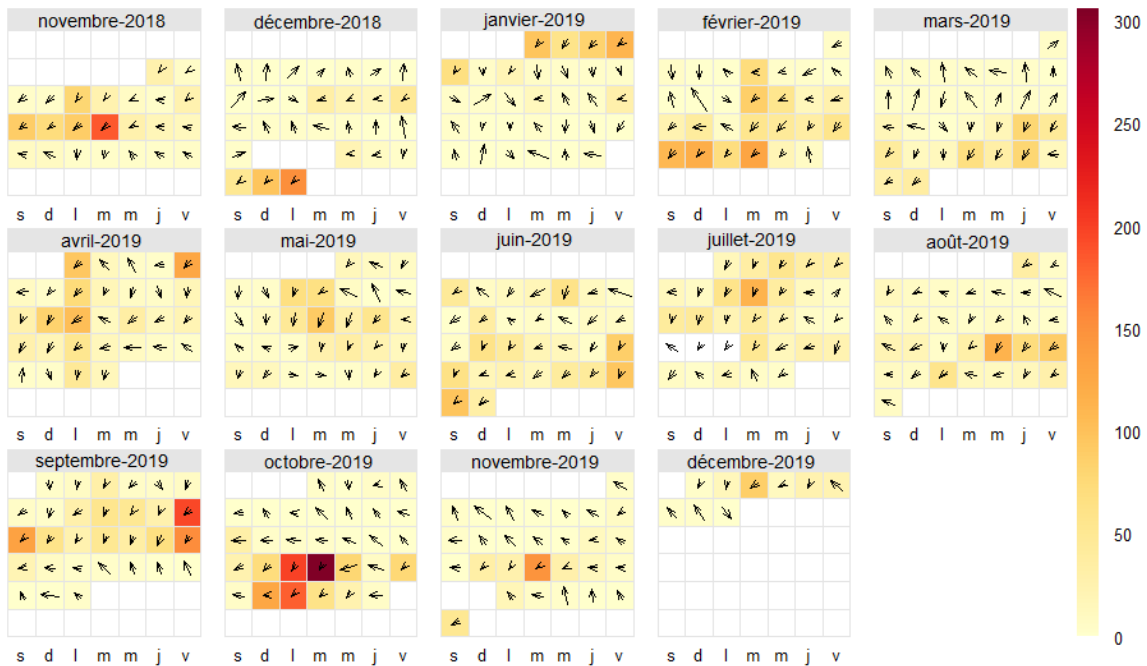 novembre-2018 décembre-2018 janvier-2019 février-2019 mars-2019
s d l m m j v s d l m m j v s d l m m j v s d l m m j v s d l m m j v
avril-2019 mai-2019 juin-2019 juillet-2019 août-2019
s d l m m j v s d l m m j v s d l m m j v s d l m m j v s d l m m j v
septembre-2019 octobre-2019 novembre-2019 décembre-2019
s d l m m j v s d l m m j v s d l m m j v s d l m m j v
300
250
200
150
100
50
0